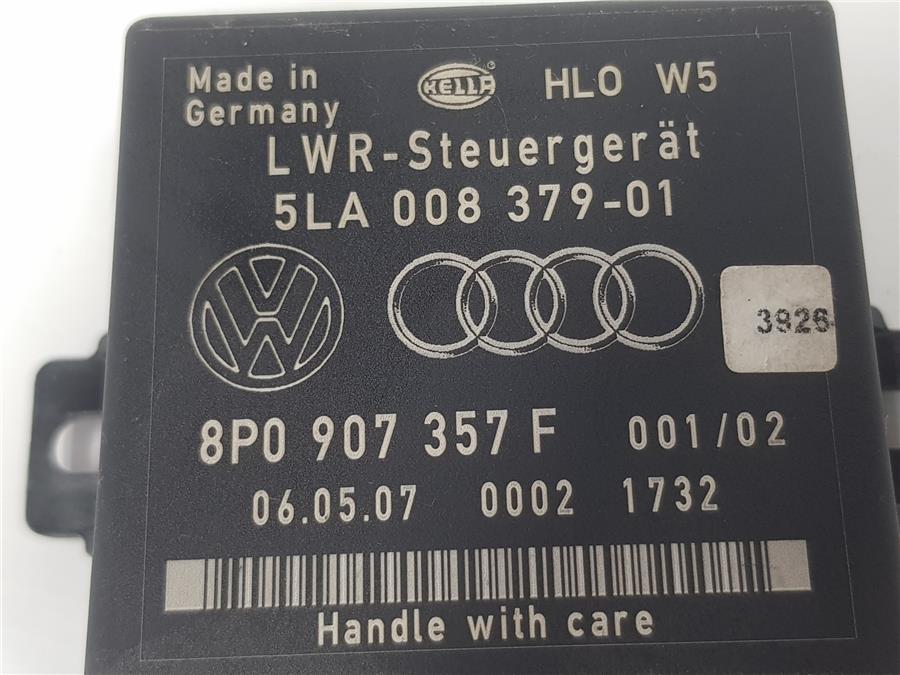 Made in HELLA ® HLO W5
Germany
LWR-Steuergerät
5LA 008 379-01
VW
3926
8P0 907 357 F 001/02
06.05.07 0002 1732
Handle with care